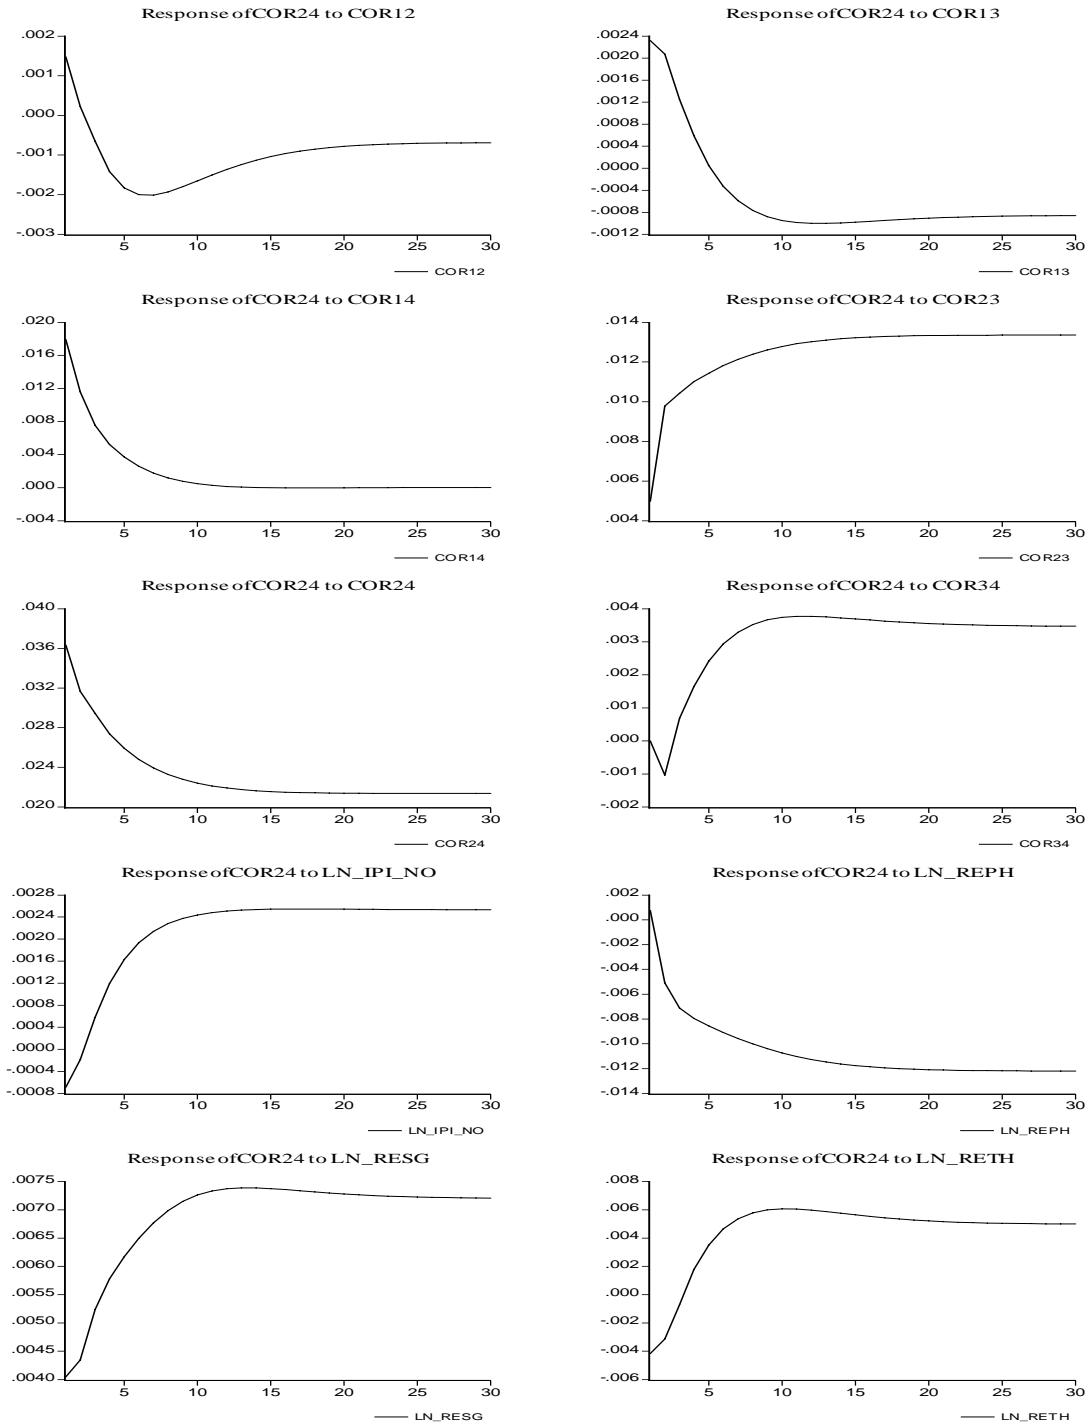 Response of COR24 to COR12
.002
.001
.000
-.001
-.002
-.003
5 10 15 20 25 30
COR12
Response of COR24 to COR13
.0024
.0020
.0016
.0012
.0008
.0004
.0000
-.0004
-.0008
-.0012
5 10 15 20 25 30
COR13
Response of COR24 to COR14
.020
.016
.012
.008
.004
.000
-.004
5 10 15 20 25 30
COR14
Response of COR24 to COR23
.014
.012
.010
.008
.006
.004
5 10 15 20 25 30
COR23
Response of COR24 to COR24
.040
.036
.032
.028
.024
.020
5 10 15 20 25 30
COR24
Response of COR24 to COR34
.004
.003
.002
.001
.000
-.001
-.002
5 10 15 20 25 30
COR34
Response of COR24 to LN_IPI_NO
.0028
.0024
.0020
.0016
.0012
.0008
.0004
.0000
-.0004
-.0008
5 10 15 20 25 30
LN_IPI_NO
Response of COR24 to LN_REPH
.002
.000
-.002
-.004
-.006
-.008
-.010
-.012
-.014
5 10 15 20 25 30
LN_REPH
Response of COR24 to LN_RESG
.0075
.0070
.0065
.0060
.0055
.0050
.0045
.0040
5 10 15 20 25 30
LN_RESG
Response of COR24 to LN_RETH
.008
.006
.004
.002
.000
-.002
-.004
-.006
5 10 15 20 25 30
LN_RETH